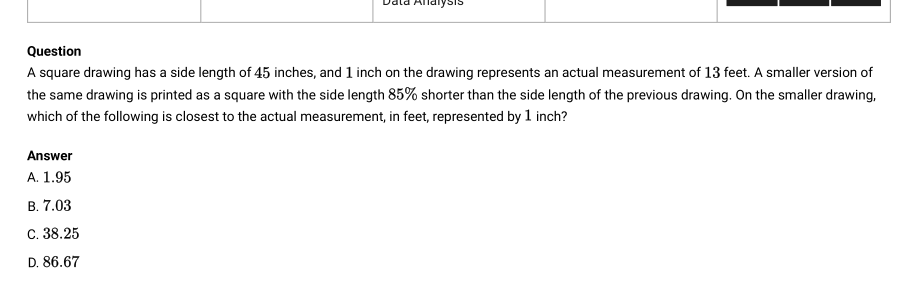 Data Analysis
Question
A square drawing has a side length of 45 inches, and 1 inch on the drawing represents an actual measurement of 13 feet. A smaller version of
the same drawing is printed as a square with the side length 85% shorter than the side length of the previous drawing. On the smaller drawing,
which of the following is closest to the actual measurement, in feet, represented by 1 inch?
Answer
A. 1.95
B. 7.03
C. 38.25
D. 86.67